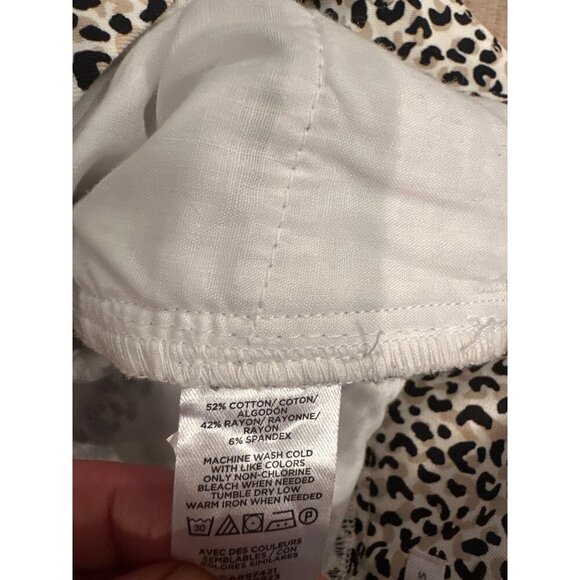 52% COTTON/ COTON/
ALGODÓN
42% RAYON/ RAYONNE/
RAYÓN
6% SPANDEX
MACHINE WASH COLD
WITH LIKE COLORS
ONLY NON-CHLORINE
BLEACH WHEN NEEDED
TUMBLE DRY LOW
WARM IRON WHEN NEEDED
30 P
AVEC DES COULEURS
SEMBLABLES / CON
COLORES SIMILARES